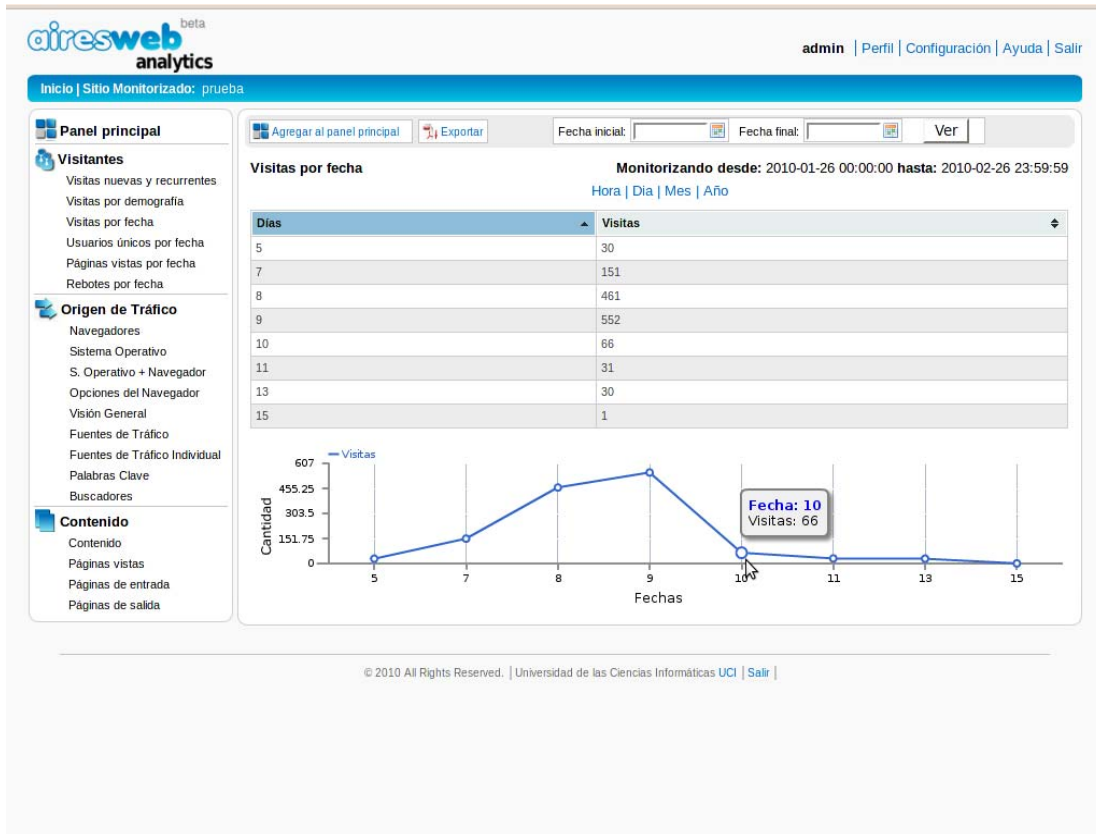 airesweb beta
analytics
admin | Perfil | Configuración | Ayuda | Salir
Inicio | Sitio Monitorizado: prueba
Panel principal
Visitantes
Visitas nuevas y recurrentes
Visitas por demografía
Visitas por fecha
Usuarios únicos por fecha
Páginas vistas por fecha
Rebotes por fecha
Origen de Tráfico
Navegadores
Sistema Operativo
S. Operativo + Navegador
Opciones del Navegador
Visión General
Fuentes de Tráfico
Fuentes de Tráfico Individual
Palabras Clave
Buscadores
Contenido
Contenido
Páginas vistas
Páginas de entrada
Páginas de salida
Agregar al panel principal Exportar Fecha inicial: Fecha final: Ver
Visitas por fecha Monitorizando desde: 2010-01-26 00:00:00 hasta: 2010-02-26 23:59:59
Hora | Dia | Mes | Año
Días Visitas
5 30
7 151
8 461
9 552
10 66
11 31
13 30
15 1
Visitas
607
455.25
303.5
151.75
0
Cantidad
Fecha: 10
Visitas: 66
5 7 8 9 10 11 13 15
Fechas
© 2010 All Rights Reserved. | Universidad de las Ciencias Informáticas UCI | Salir |